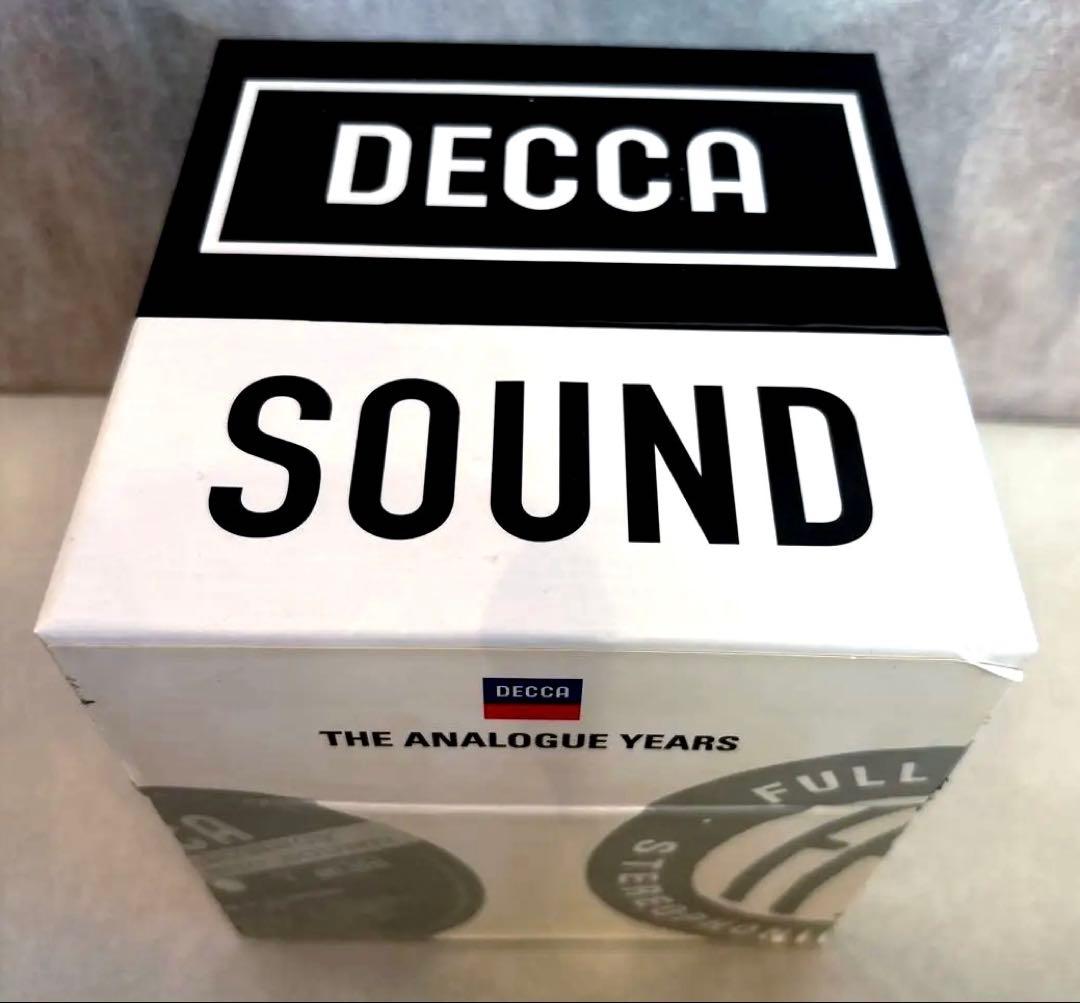 DECCA
SOUND
DECCA
THE ANALOGUE YEARS
FULL